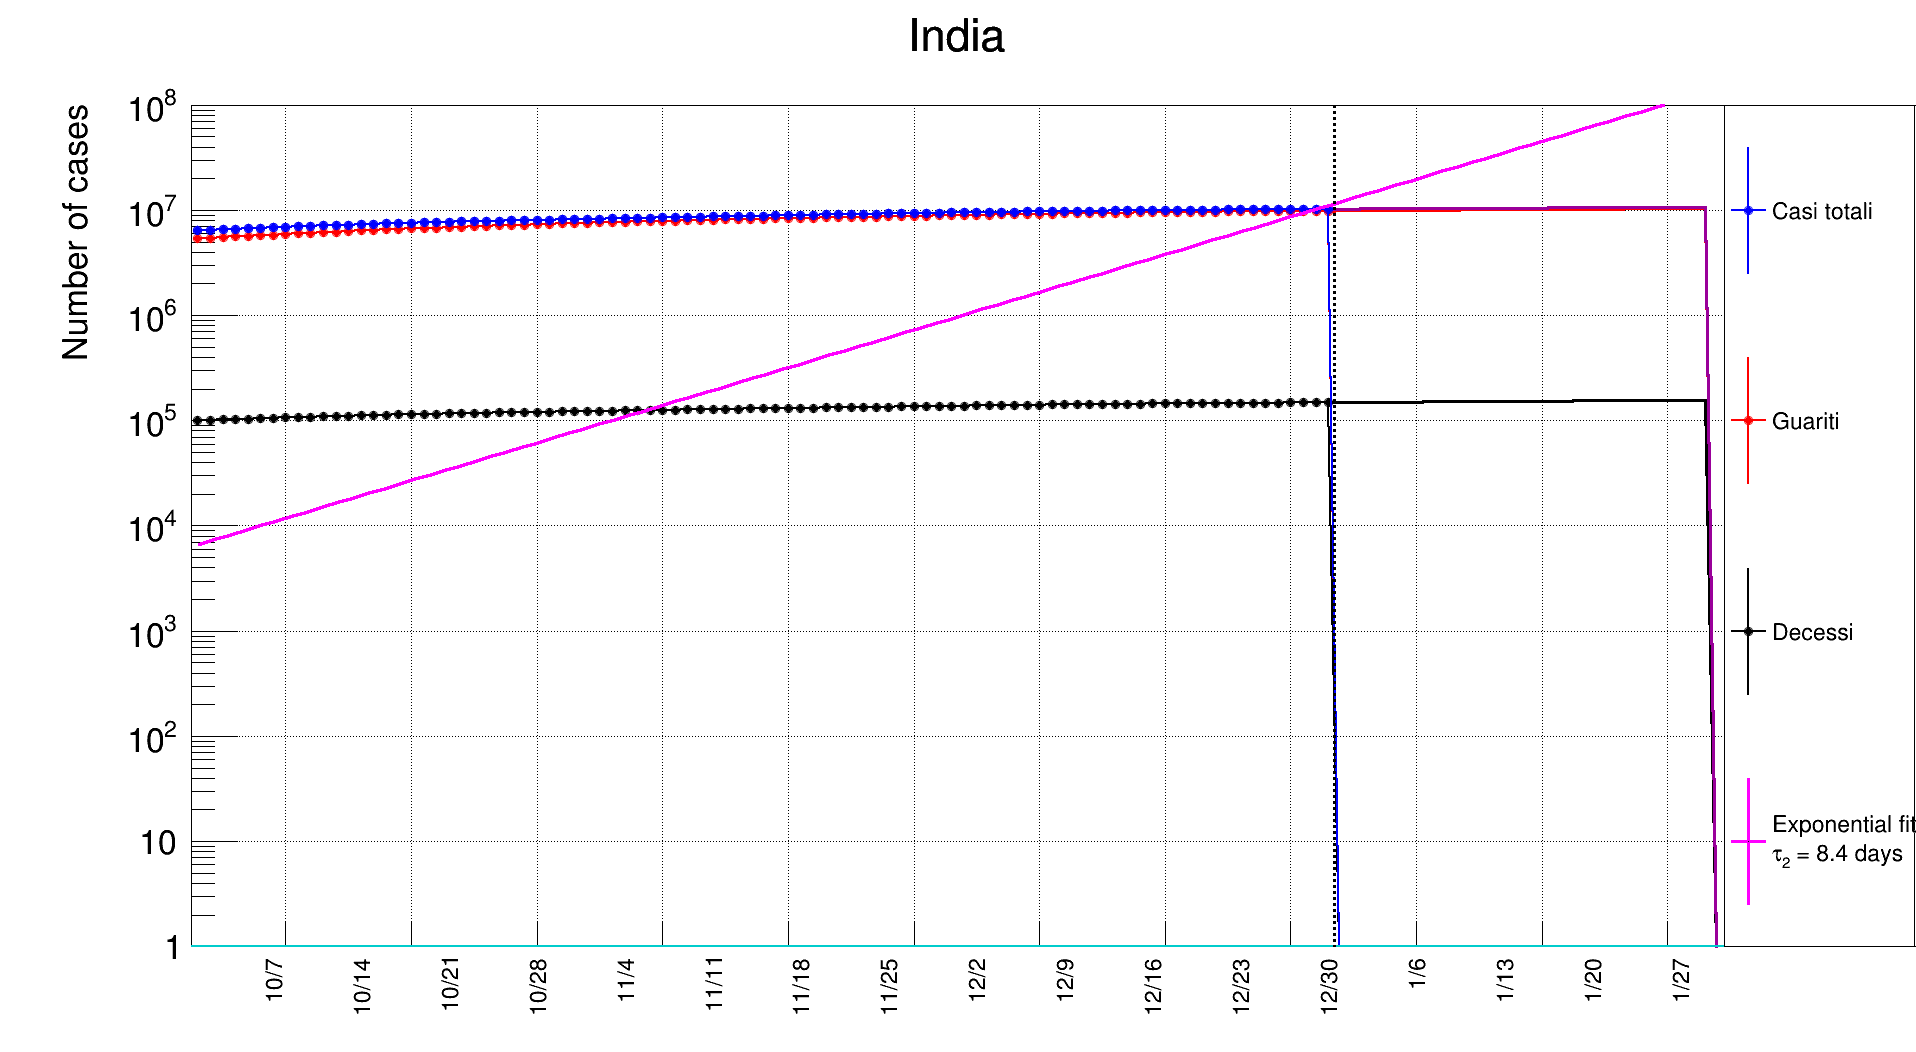 India
Number of cases
10^8
10^7
10^6
10^5
10^4
10^3
10^2
10
1
10/7 10/14 10/21 10/28 11/4 11/11 11/18 11/25 12/2 12/9 12/16 12/23 12/30 1/6 1/13 1/20 1/27
Casi totali
Guariti
Decessi
Exponential fit
τ₂ = 8.4 days